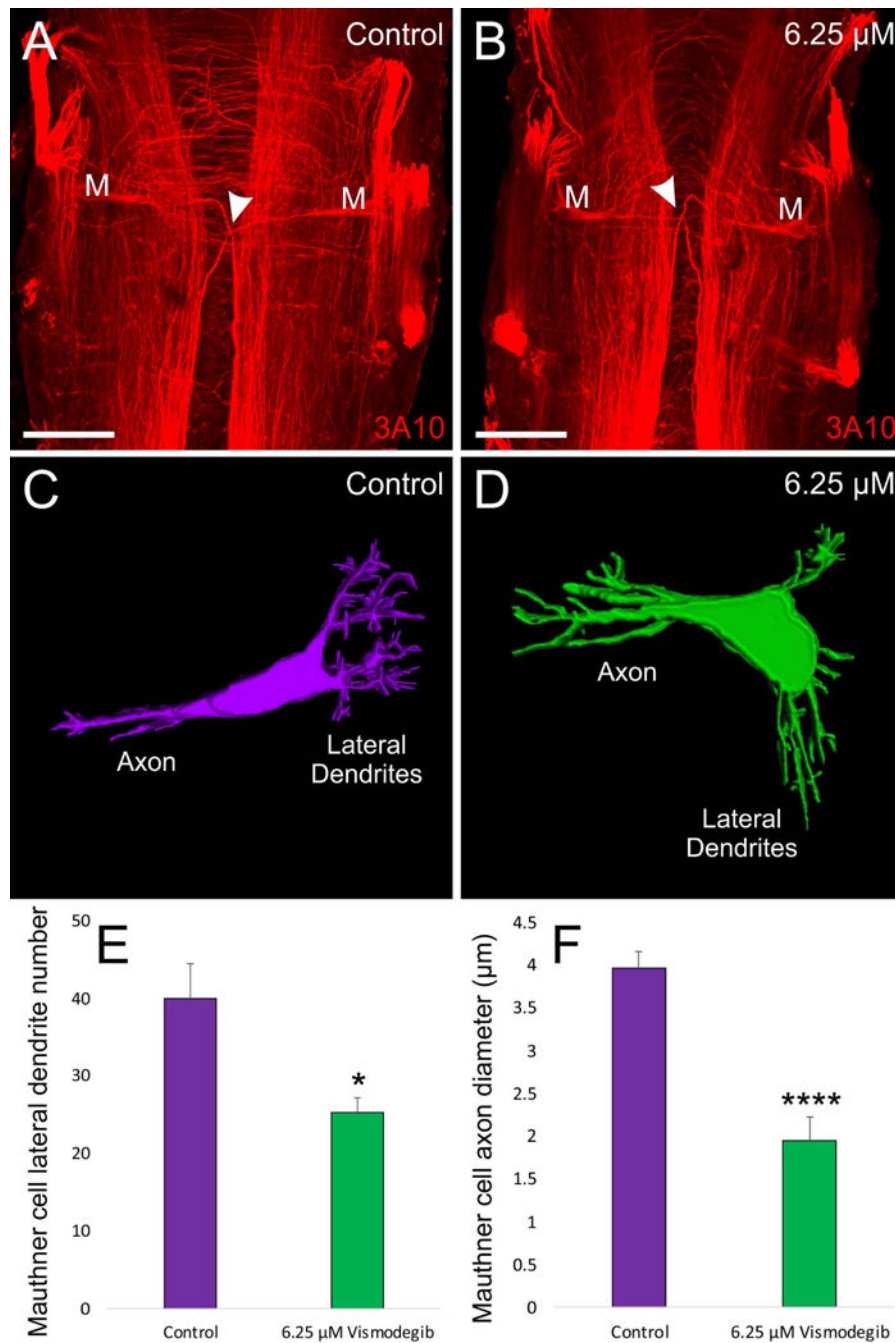 A
Control
M
M
3A10
B
6.25 µM
M
M
3A10
C
Control
Axon
Lateral
Dendrites
D
6.25 µM
Axon
Lateral
Dendrites
E
Mauthner cell lateral dendrite number
50
40
30
20
10
0
*
Control
6.25 µM Vismodegib
F
Mauthner cell axon diameter (µm)
4.5
4
3.5
3
2.5
2
1.5
1
0.5
0
****
Control
6.25 µM Vismodegib